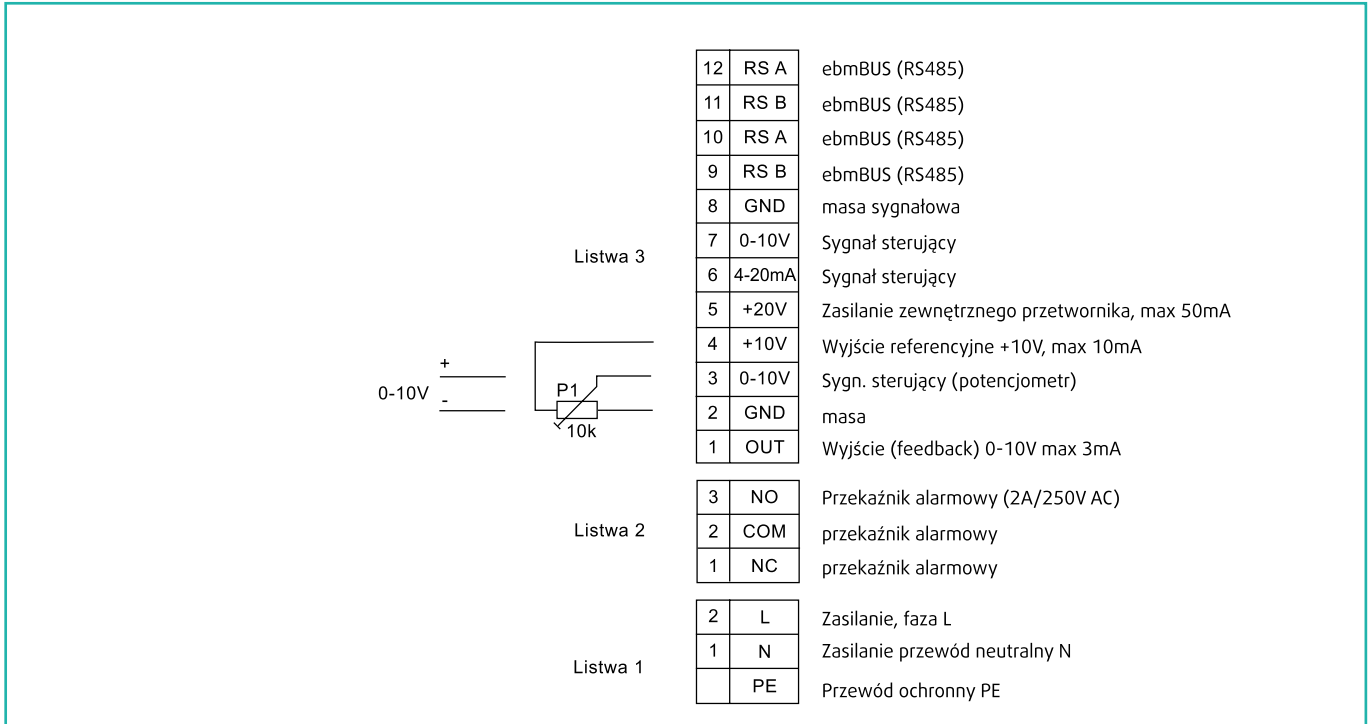 12 RS A ebmBUS (RS485)
11 RS B ebmBUS (RS485)
10 RS A ebmBUS (RS485)
9 RS B ebmBUS (RS485)
8 GND masa sygnałowa
7 0-10V Sygnał sterujący
Listwa 3
6 4-20mA Sygnał sterujący
5 +20V Zasilanie zewnętrznego przetwornika, max 50mA
4 +10V Wyjście referencyjne +10V, max 10mA
+
0-10V
-
P1
10k
3 0-10V Sygn. sterujący (potencjometr)
2 GND masa
1 OUT Wyjście (feedback) 0-10V max 3mA
3 NO Przekaźnik alarmowy (2A/250V AC)
Listwa 2
2 COM przekaźnik alarmowy
1 NC przekaźnik alarmowy
2 L Zasilanie, faza L
1 N Zasilanie przewód neutralny N
Listwa 1
PE Przewód ochronny PE